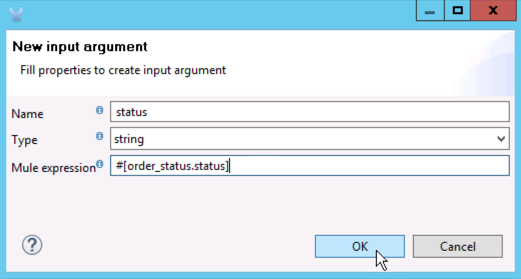 New input argument
Fill properties to create input argument
Name status
Type string
Mule expression #[order_status.status]
? OK Cancel